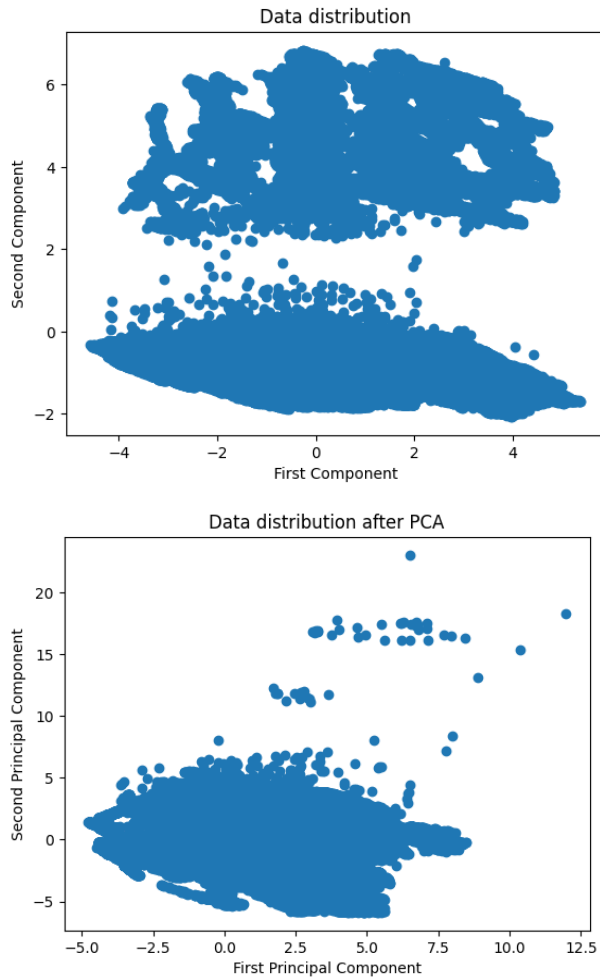 Data distribution
6
4
2
0
−2
Second Component
−4 −2 0 2 4
First Component
Data distribution after PCA
20
15
10
5
0
−5
Second Principal Component
−5.0 −2.5 0.0 2.5 5.0 7.5 10.0 12.5
First Principal Component